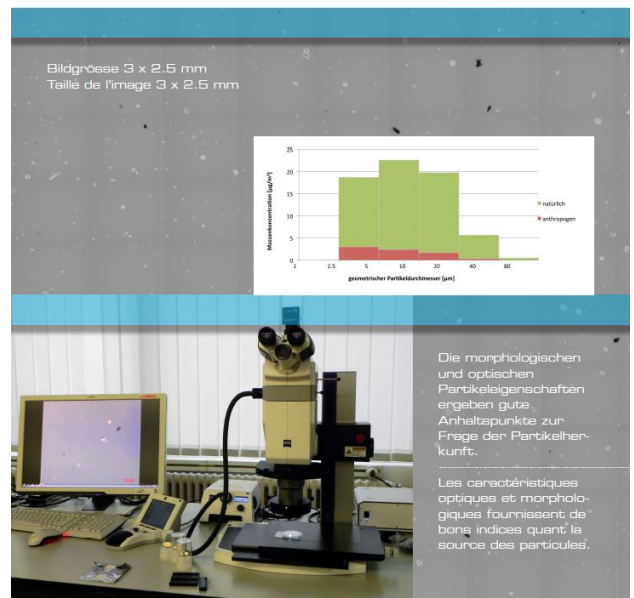 Bildgrösse 3 x 2.5 mm
Taille de l'image 3 x 2.5 mm
25
20
15
10
5
0
Massenkonzentration [µg/m³]
1 2.5 5 10 20 40 80
geometrischer Partikeldurchmesser [µm]
natürlich
anthropogen
Die morphologischen
und optischen
Partikeleigenschaften
ergeben gute
Anhaltspunkte zur
Frage der Partikelher-
kunft.
Les caractéristiques
optiques et morpholo-
giques fournissent de
bons indices quant la
source des particules.
ZEISS